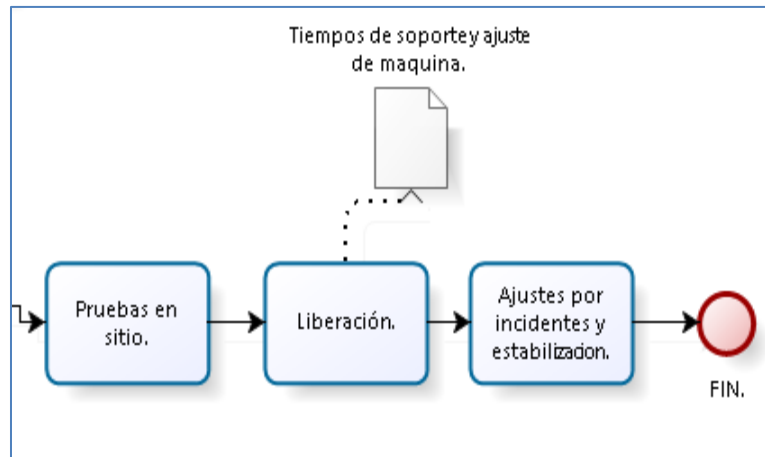 Tiempos de soportey ajuste
de maquina.
Pruebas en
sitio.
Liberación.
Ajustes por
incidentes y
estabilizacion.
FIN.